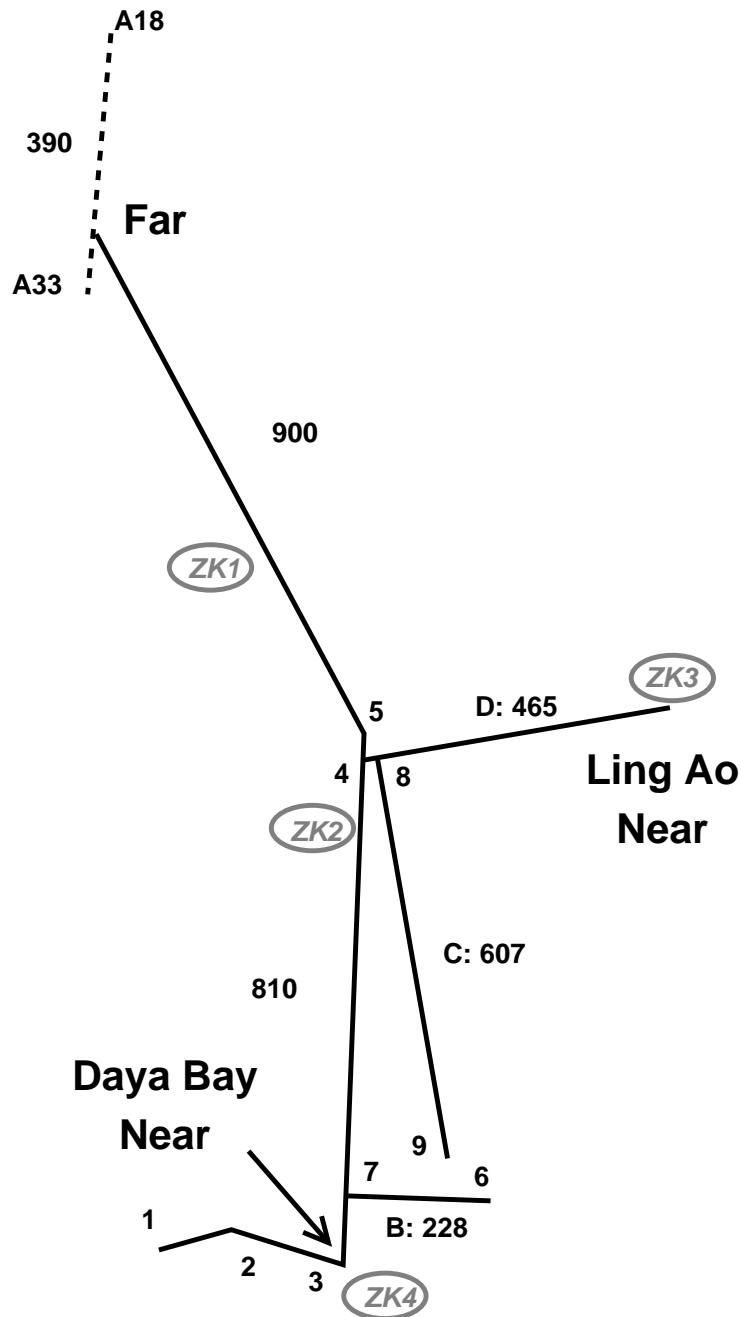 A18
390
Far
A33
900
ZK1
5
D: 465
ZK3
4
8
Ling Ao
Near
ZK2
C: 607
810
Daya Bay
Near
9
7
6
1
B: 228
2
3
ZK4